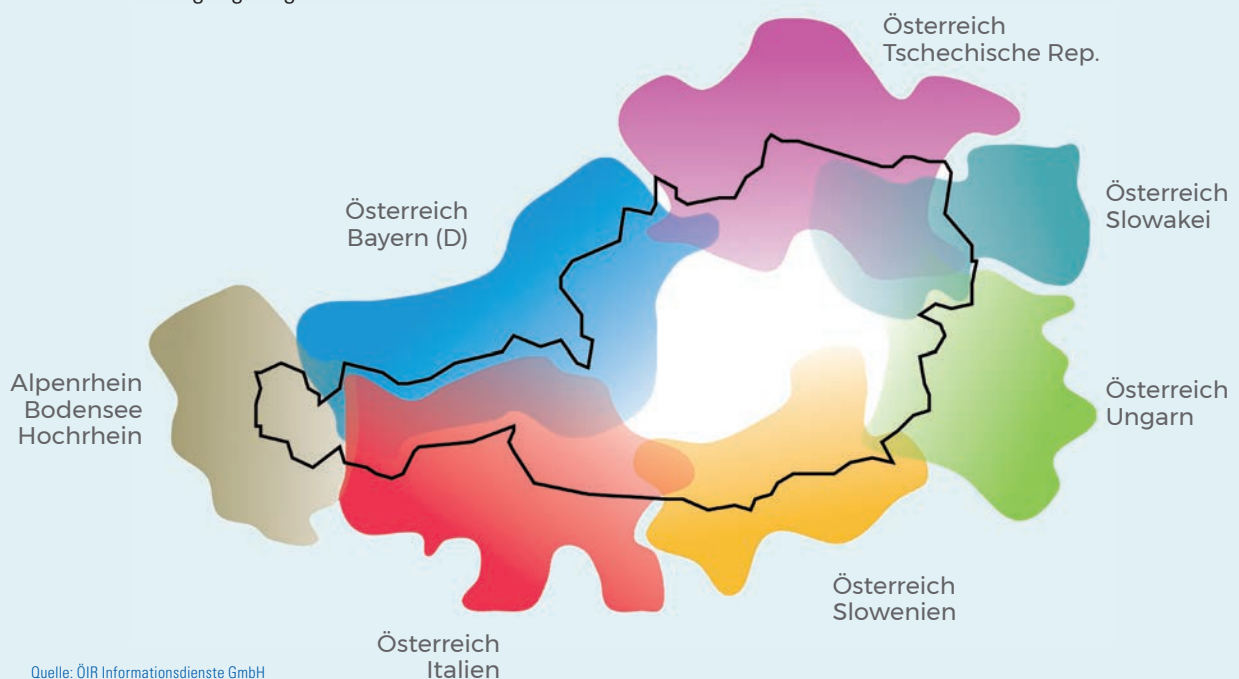 Österreich
Tschechische Rep.
Österreich
Slowakei
Österreich
Bayern (D)
Alpenrhein
Bodensee
Hochrhein
Österreich
Ungarn
Österreich
Slowenien
Österreich
Italien
Quelle: ÖIR Informationsdienste GmbH